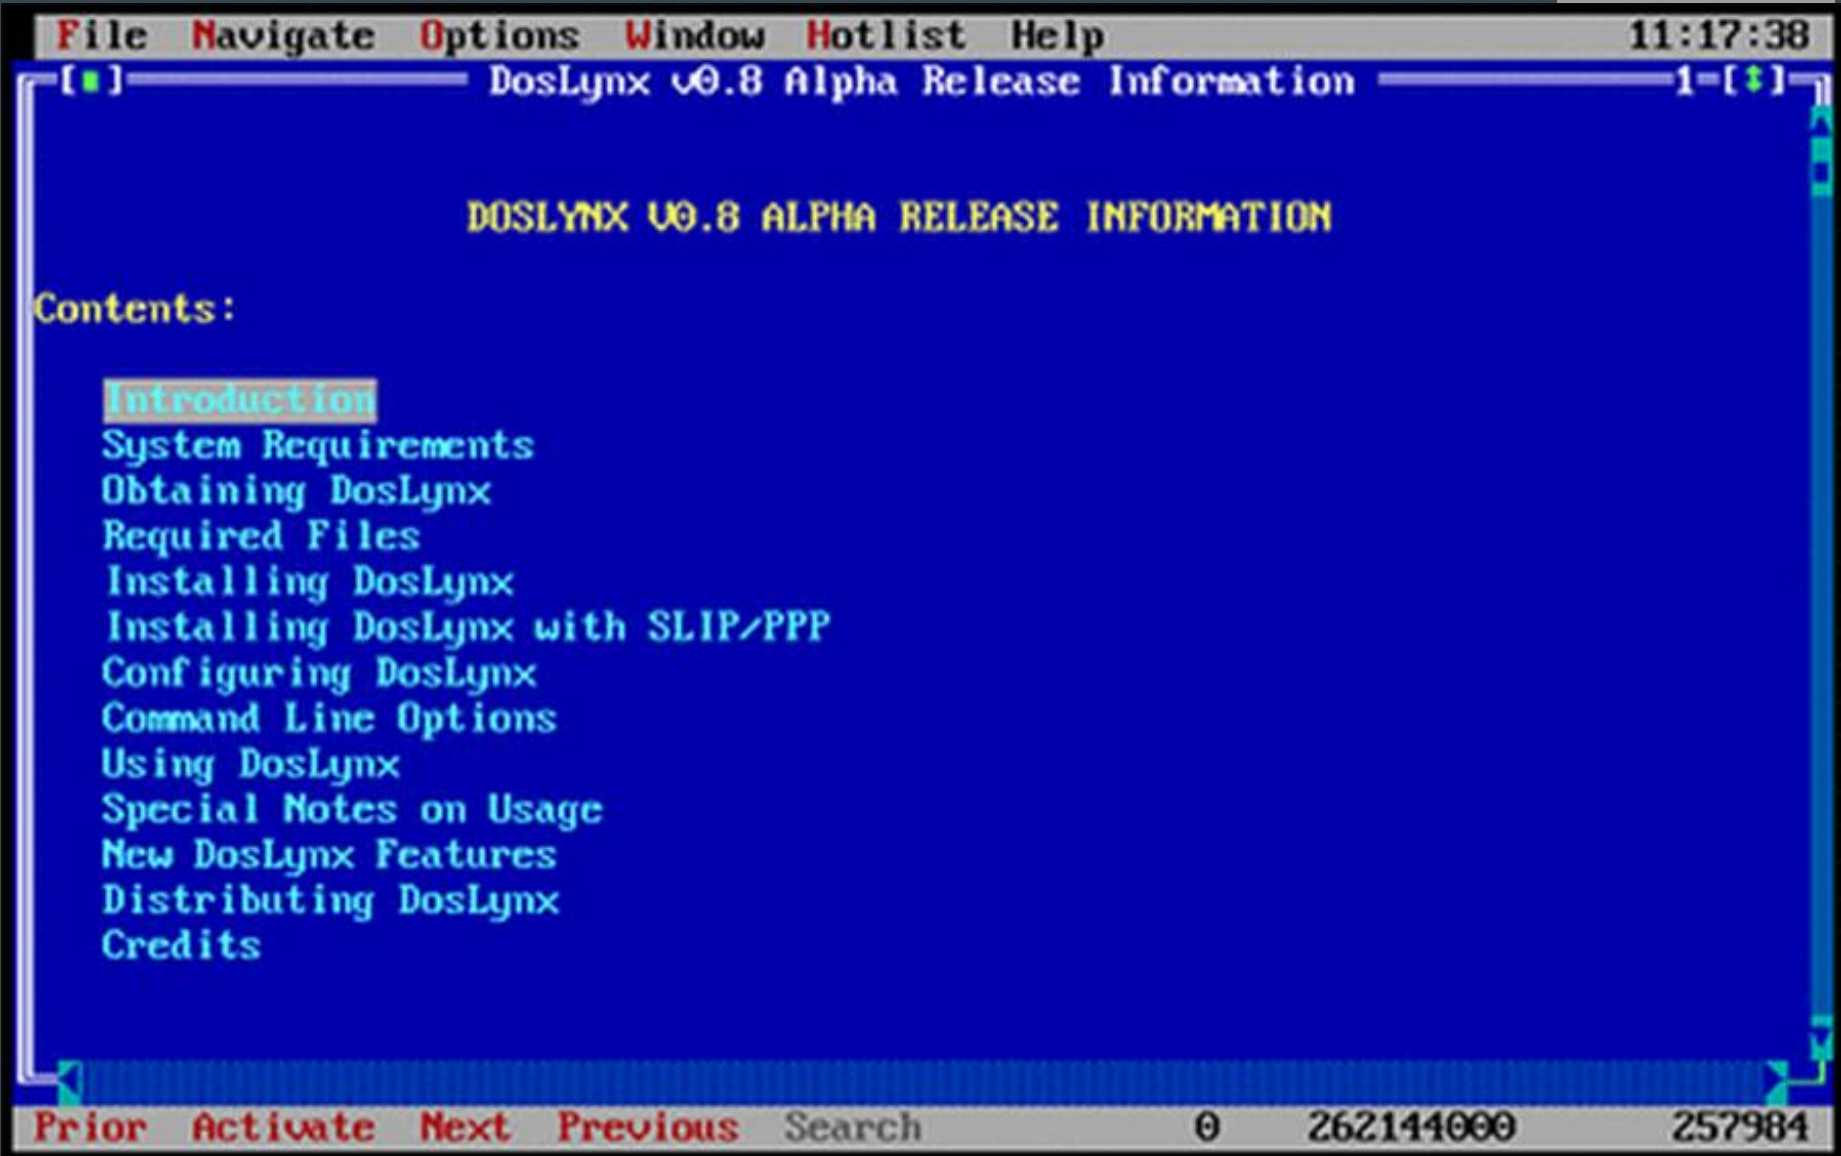 File Navigate Options Window Hotlist Help 11:17:38
[■] DosLynx v0.8 Alpha Release Information 1=[↕]
DOSLYNX V0.8 ALPHA RELEASE INFORMATION
Contents:
Introduction
System Requirements
Obtaining DosLynx
Required Files
Installing DosLynx
Installing DosLynx with SLIP/PPP
Configuring DosLynx
Command Line Options
Using DosLynx
Special Notes on Usage
New DosLynx Features
Distributing DosLynx
Credits
Prior Activate Next Previous Search 0 262144000 257984